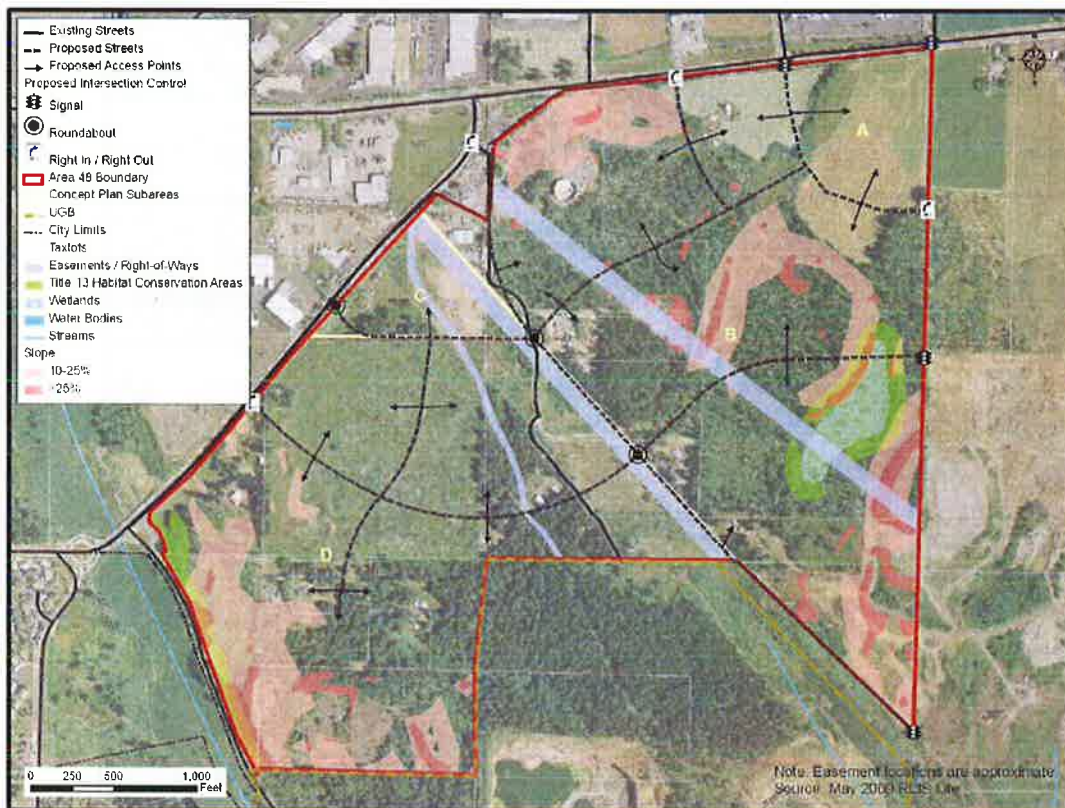 Existing Streets
Proposed Streets
Proposed Access Points
Proposed Intersection Control
Signal
Roundabout
Right In / Right Out
Area 48 Boundary
Concept Plan Subareas
UGB
City Limits
Taxlots
Easements / Right-of-Ways
Title 13 Habitat Conservation Areas
Wetlands
Water Bodies
Streams
Slope
10-25%
>25%
A
B
C
D
0 250 500 1,000
Feet
Note: Easement locations are approximate
Source: May 2009 RLIS Lite